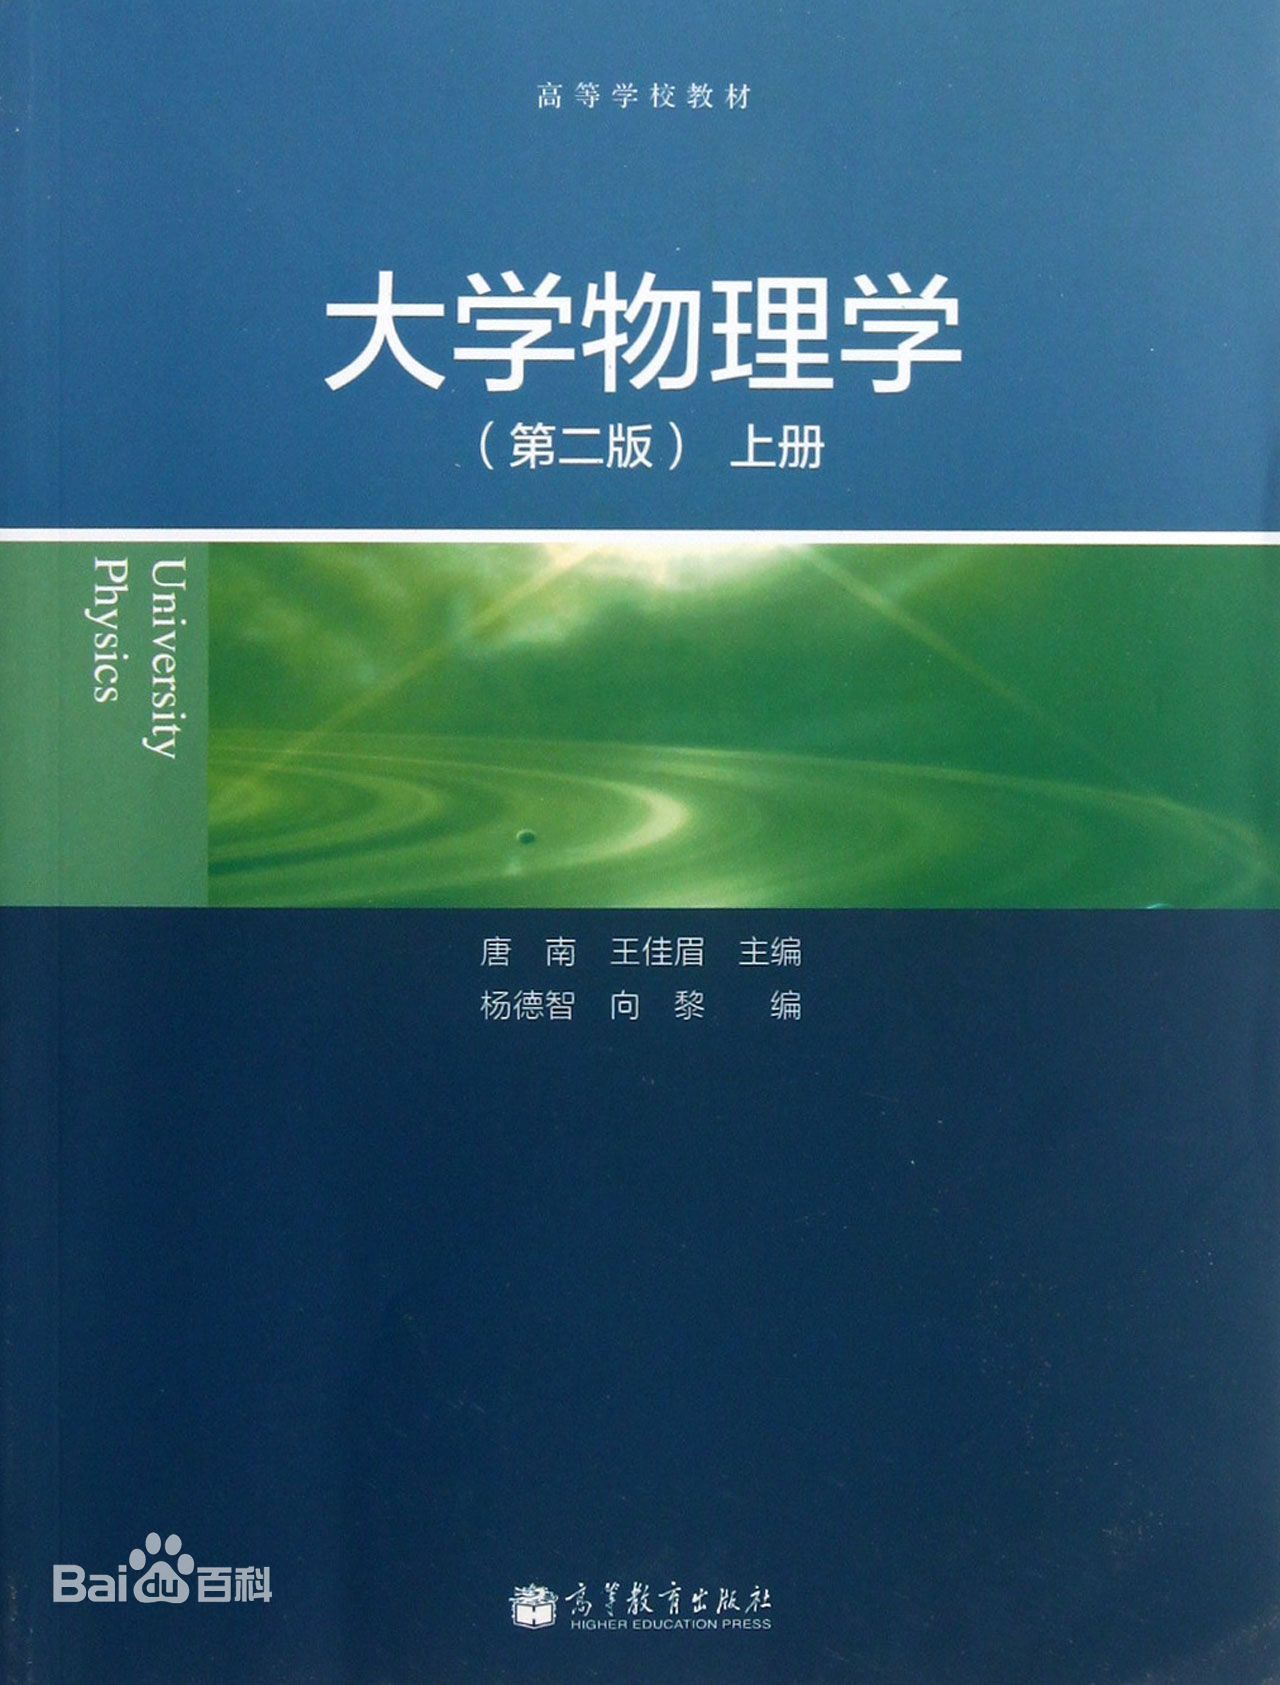 高等学校教材
大学物理学
（第二版） 上册
University
Physics
唐 南 王佳眉 主编
杨德智 向 黎 编
Baidu百科
高等教育出版社
HIGHER EDUCATION PRESS